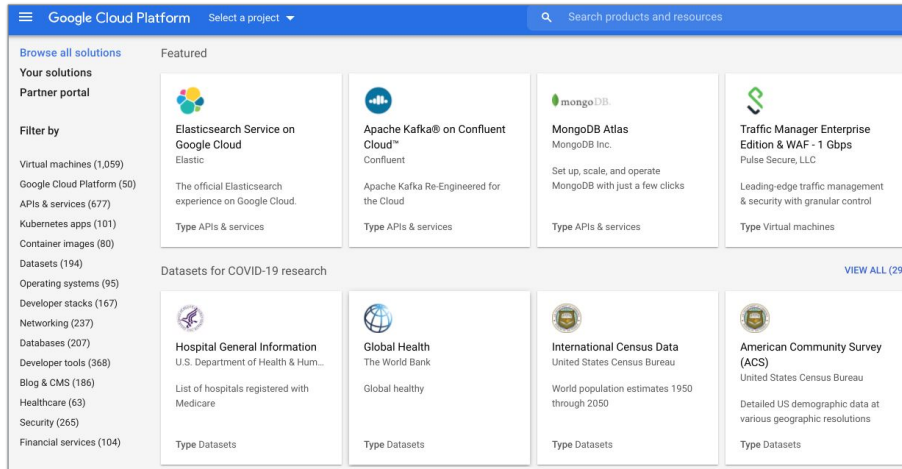 Google Cloud Platform Select a project
Search products and resources
Browse all solutions
Your solutions
Partner portal
Filter by
Virtual machines (1,059)
Google Cloud Platform (50)
APIs & services (677)
Kubernetes apps (101)
Container images (80)
Datasets (194)
Operating systems (95)
Developer stacks (167)
Networking (237)
Databases (207)
Developer tools (368)
Blog & CMS (186)
Healthcare (63)
Security (265)
Financial services (104)
Featured
Elasticsearch Service on
Google Cloud
Elastic
The official Elasticsearch
experience on Google Cloud.
Type APIs & services
Apache Kafka® on Confluent
Cloud™
Confluent
Apache Kafka Re-Engineered for
the Cloud
Type APIs & services
mongoDB.
MongoDB Atlas
MongoDB Inc.
Set up, scale, and operate
MongoDB with just a few clicks
Type APIs & services
Traffic Manager Enterprise
Edition & WAF - 1 Gbps
Pulse Secure, LLC
Leading-edge traffic management
& security with granular control
Type Virtual machines
Datasets for COVID-19 research
VIEW ALL (29
Hospital General Information
U.S. Department of Health & Hum...
List of hospitals registered with
Medicare
Type Datasets
Global Health
The World Bank
Global healthy
Type Datasets
International Census Data
United States Census Bureau
World population estimates 1950
through 2050
Type Datasets
American Community Survey
(ACS)
United States Census Bureau
Detailed US demographic data at
various geographic resolutions
Type Datasets